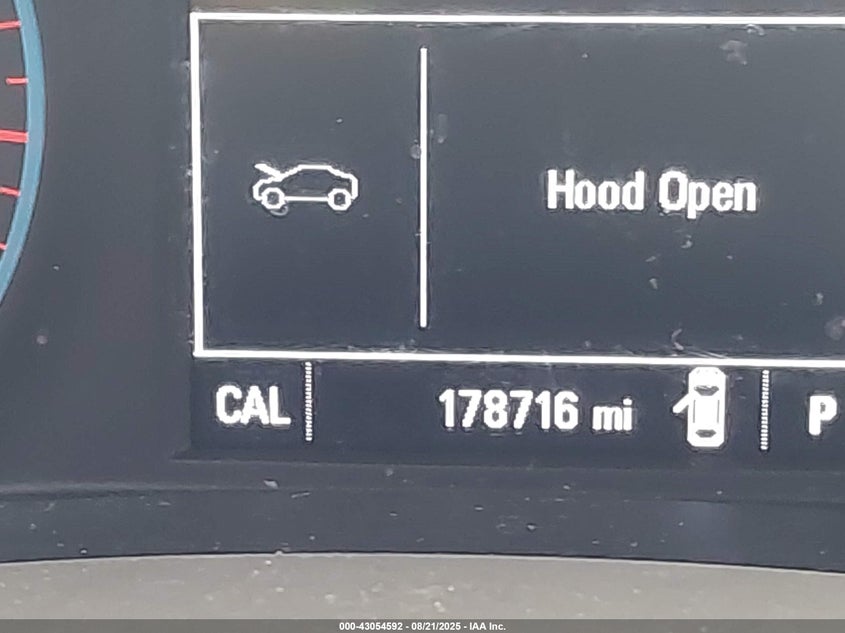 Hood Open
CAL
178716 mi
P
000-43054592 - 08/21/2025 - IAA Inc.